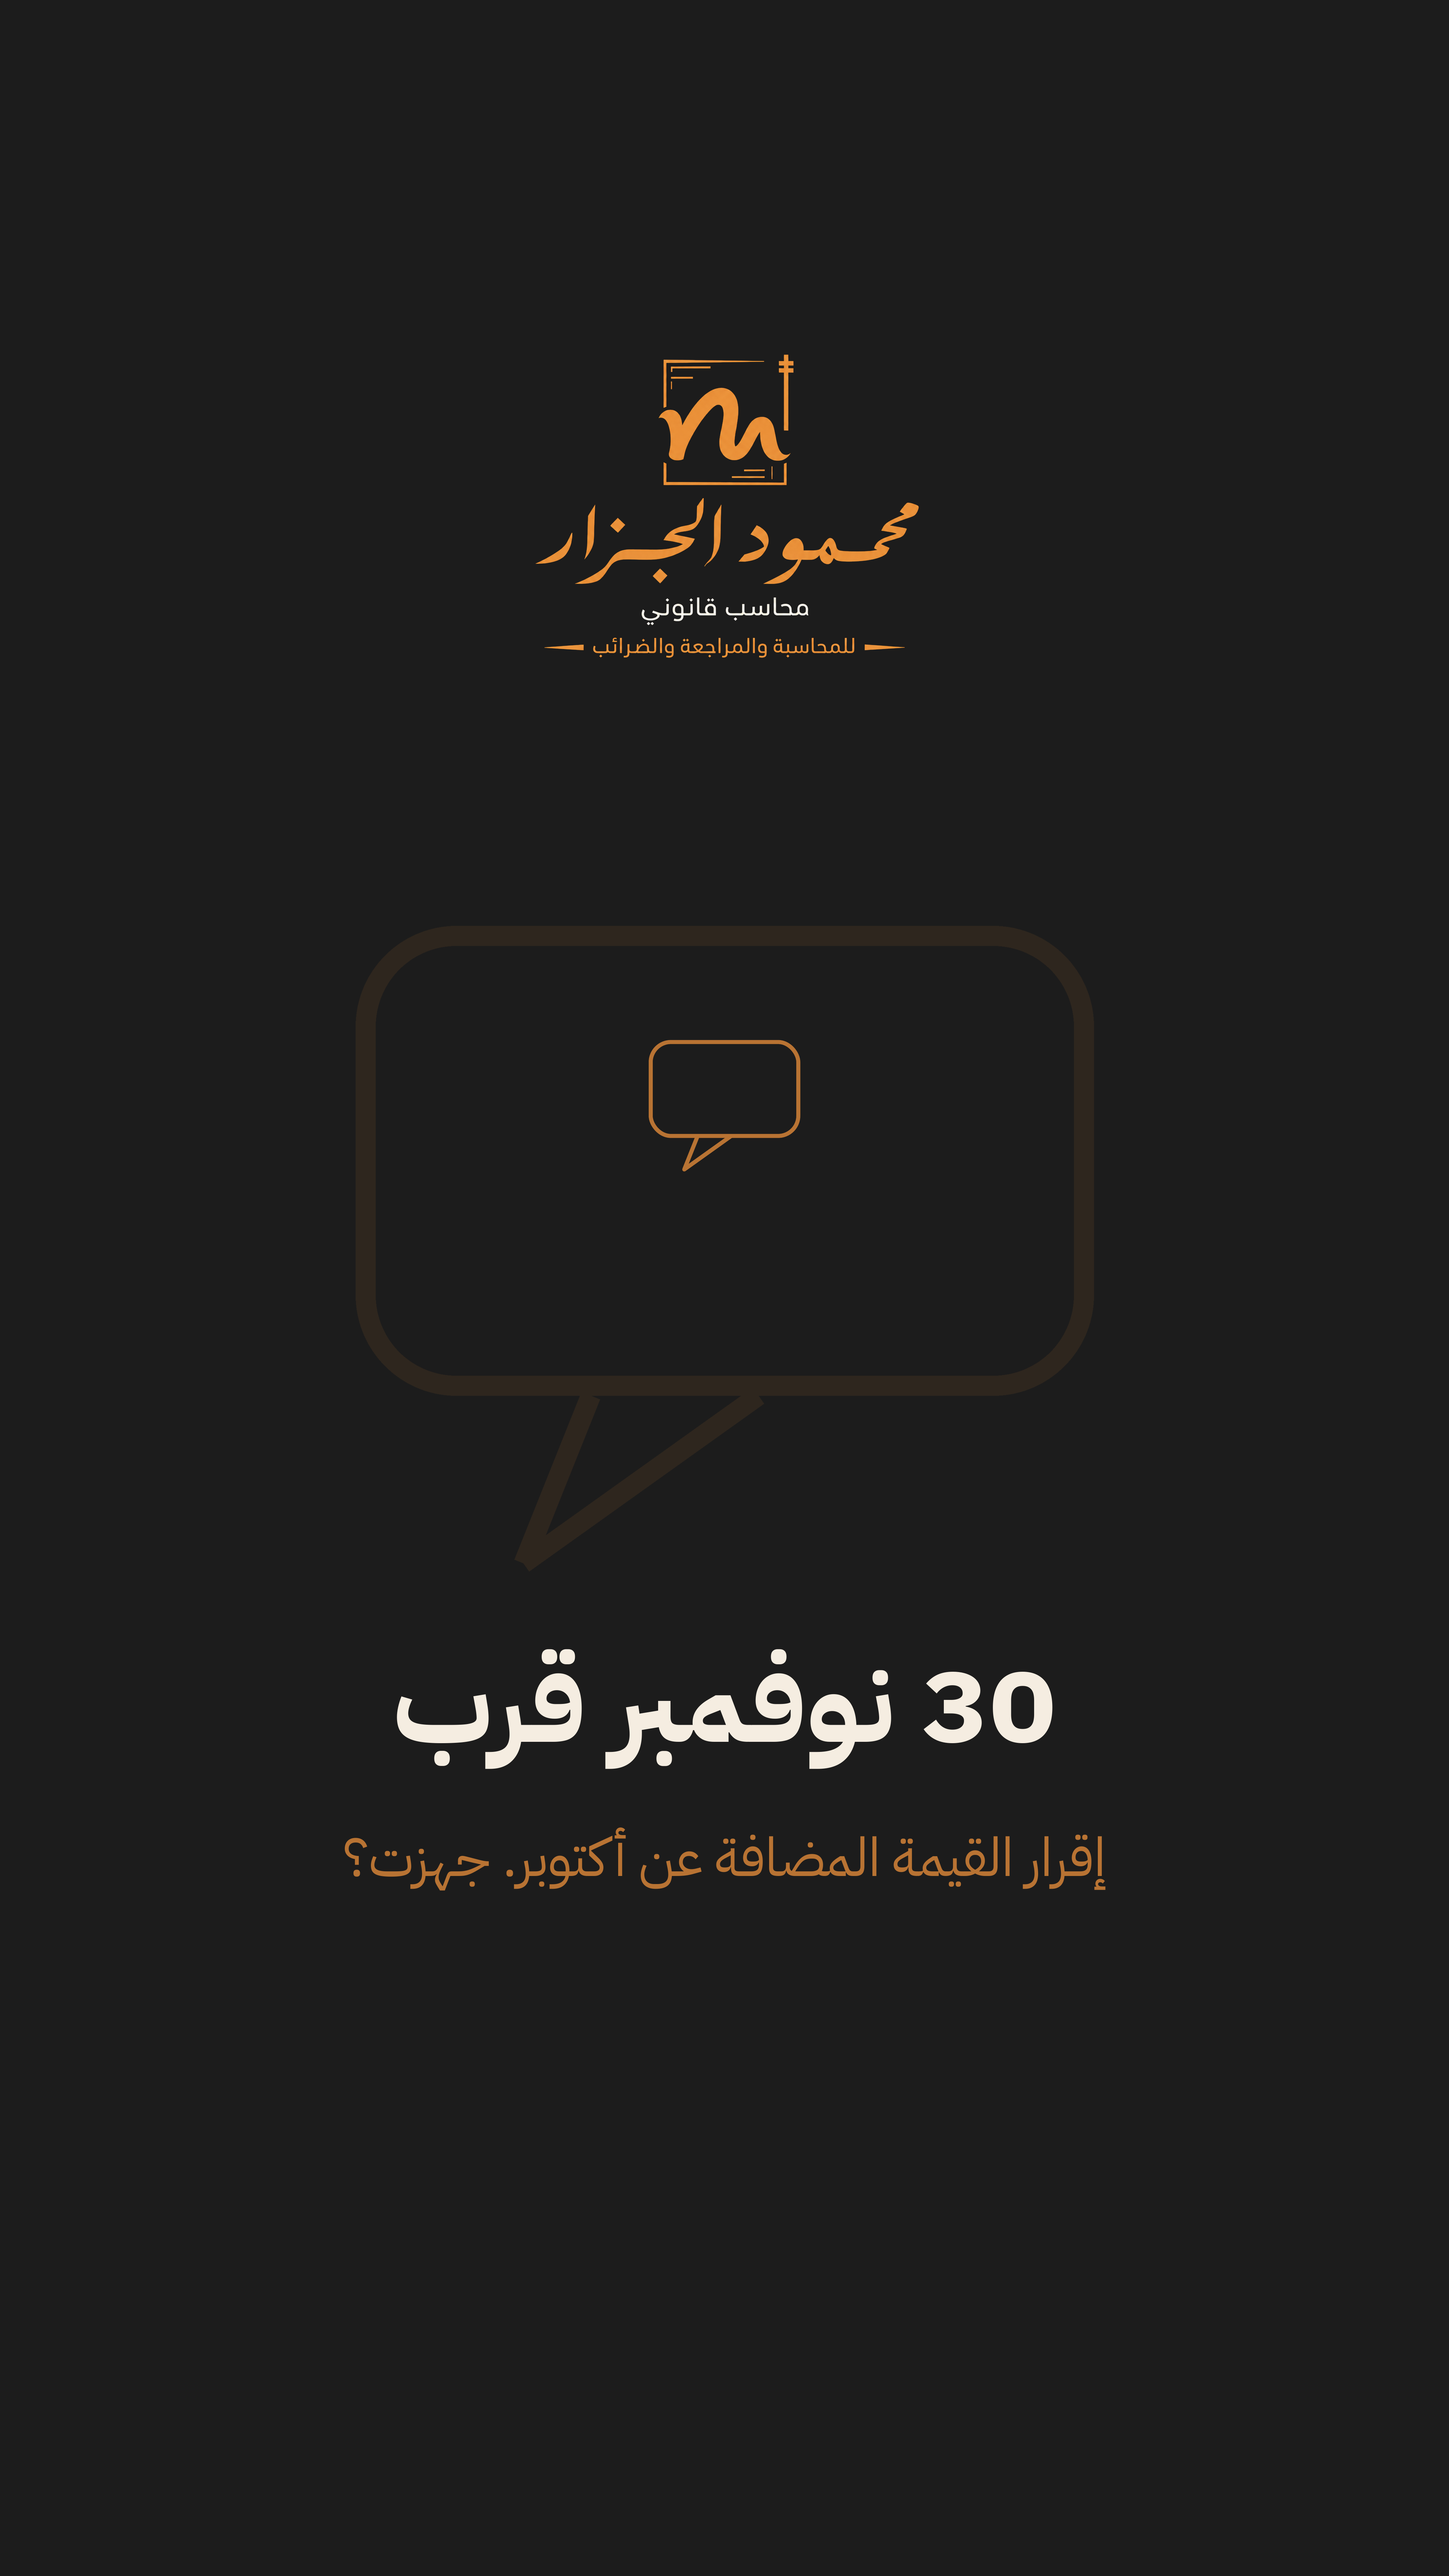 محمود الجزار
محاسب قانوني
للمحاسبة والمراجعة والضرائب
30 نوفمبر قرب
إقرار القيمة المضافة عن أكتوبر. جهزت؟